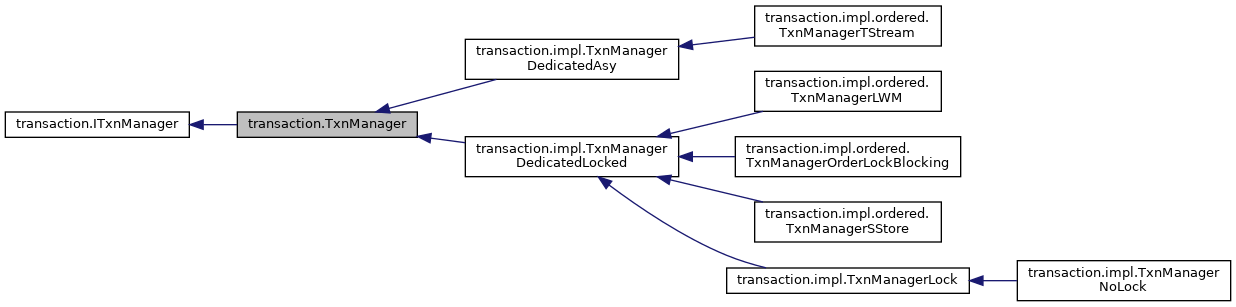 transaction.ITxnManager
transaction.TxnManager
transaction.impl.TxnManager
DedicatedAsy
transaction.impl.TxnManager
DedicatedLocked
transaction.impl.ordered.
TxnManagerTStream
transaction.impl.ordered.
TxnManagerLWM
transaction.impl.ordered.
TxnManagerOrderLockBlocking
transaction.impl.ordered.
TxnManagerSStore
transaction.impl.TxnManagerLock
transaction.impl.TxnManager
NoLock